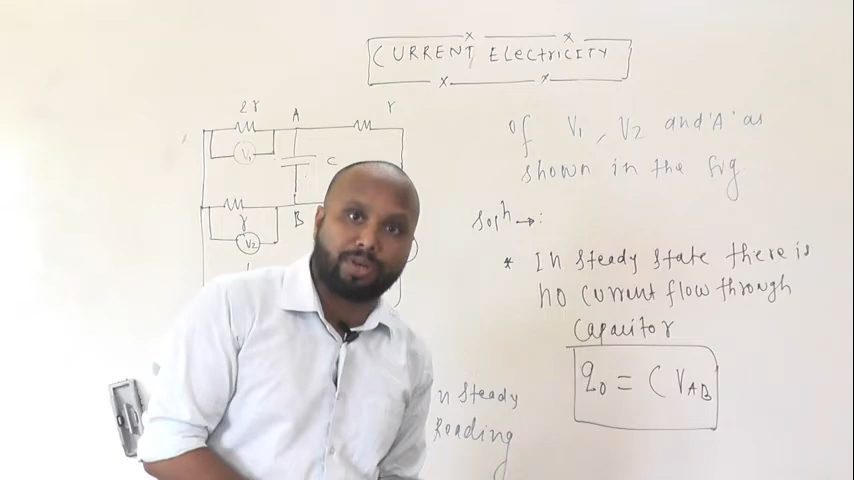 CURRENT ELECTRICITY
2r
A
r
V1
C
r
B
V2
of V1, V2 and 'A' as
shown in the fig
Solⁿ →:
* In steady state there is
no current flow through
Capacitor
q0 = C VAB
n steady
Reading